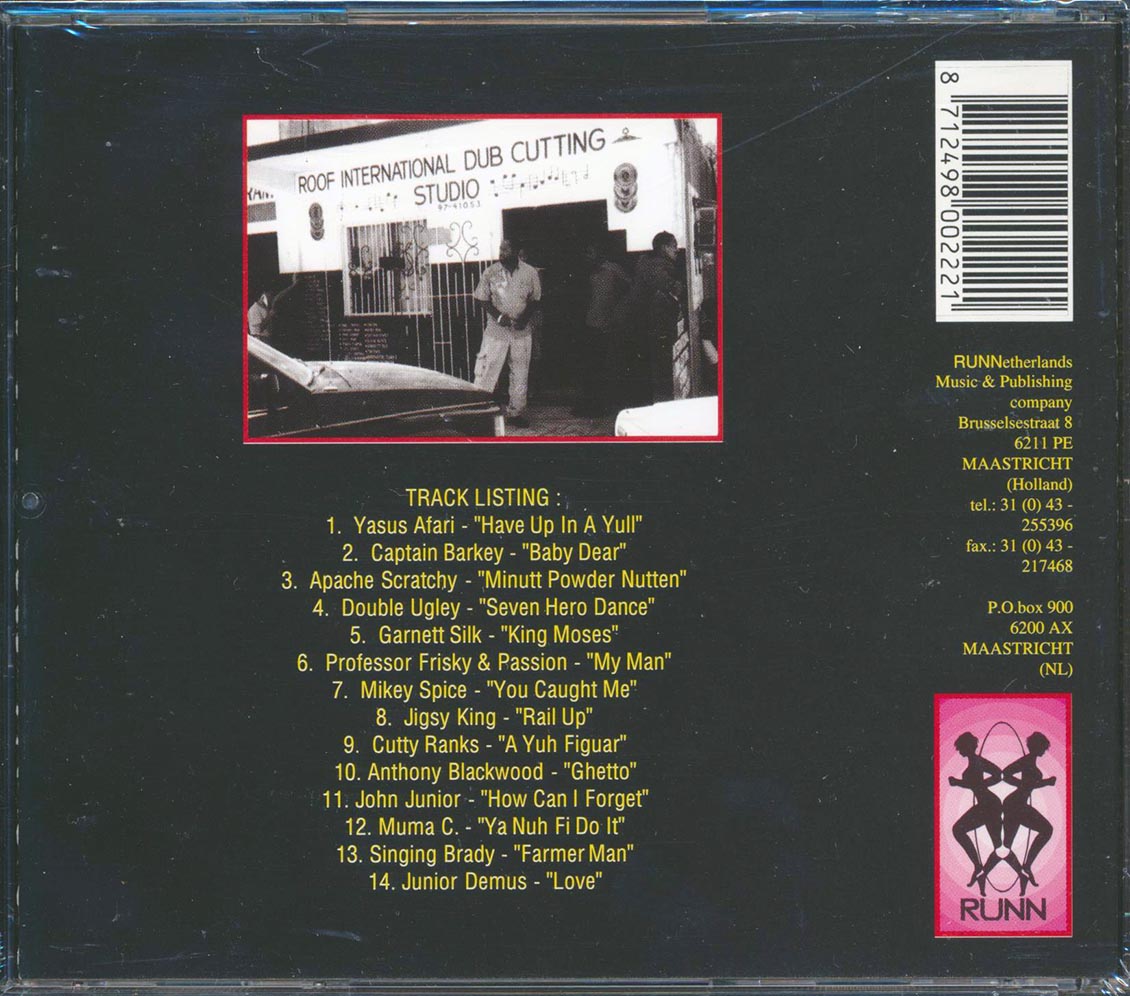 ROOF INTERNATIONAL DUB CUTTING
STUDIO
97-91053
TRACK LISTING :
1. Yasus Afari - "Have Up In A Yull"
2. Captain Barkey - "Baby Dear"
3. Apache Scratchy - "Minutt Powder Nutten"
4. Double Ugley - "Seven Hero Dance"
5. Garnett Silk - "King Moses"
6. Professor Frisky & Passion - "My Man"
7. Mikey Spice - "You Caught Me"
8. Jigsy King - "Rail Up"
9. Cutty Ranks - "A Yuh Figuar"
10. Anthony Blackwood - "Ghetto"
11. John Junior - "How Can I Forget"
12. Muma C. - "Ya Nuh Fi Do It"
13. Singing Brady - "Farmer Man"
14. Junior Demus - "Love"
8 712498 002221
RUNNetherlands
Music & Publishing
company
Brusselsestraat 8
6211 PE
MAASTRICHT
(Holland)
tel.: 31 (0) 43 -
255396
fax.: 31 (0) 43 -
217468
P.O.box 900
6200 AX
MAASTRICHT
(NL)
RUNN